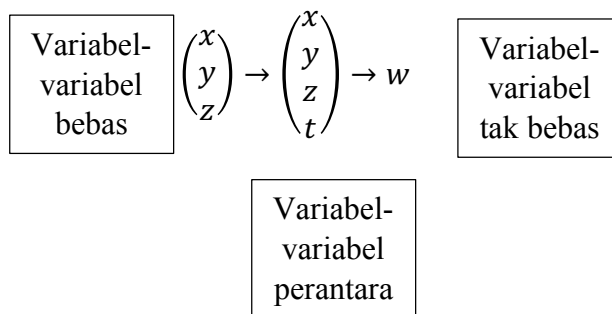 Variabel-
variabel
bebas
(x y z) → (x y z t) → w
Variabel-
variabel
tak bebas
Variabel-
variabel
perantara